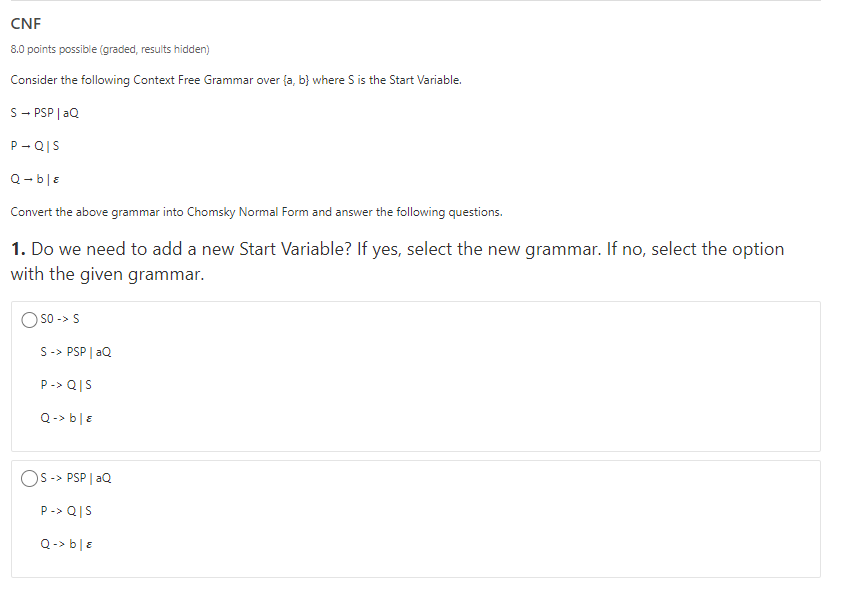 CNF
8.0 points possible (graded, results hidden)
Consider the following Context Free Grammar over {a, b} where S is the Start Variable.
S → PSP | aQ
P → Q | S
Q → b | ε
Convert the above grammar into Chomsky Normal Form and answer the following questions.
1. Do we need to add a new Start Variable? If yes, select the new grammar. If no, select the option
with the given grammar.
S0 -> S
S -> PSP | aQ
P -> Q | S
Q -> b | ε
S -> PSP | aQ
P -> Q | S
Q -> b | ε